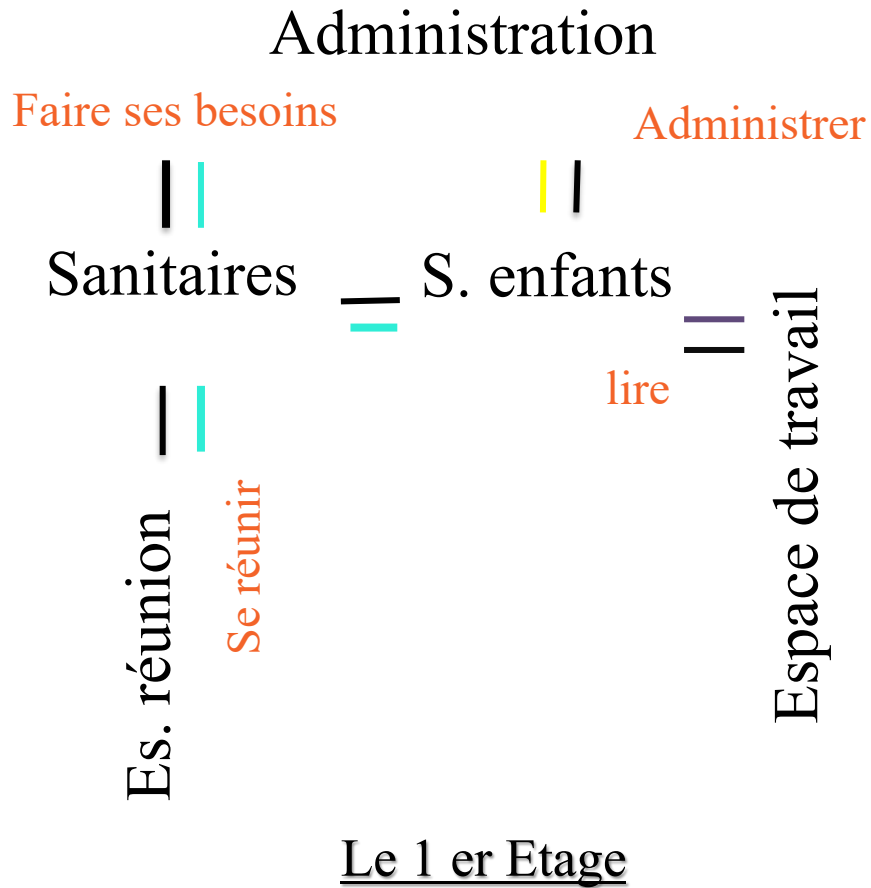 Administration
Faire ses besoins
Administrer
Sanitaires
S. enfants
lire
Espace de travail
Se réunir
Es. réunion
Le 1 er Etage